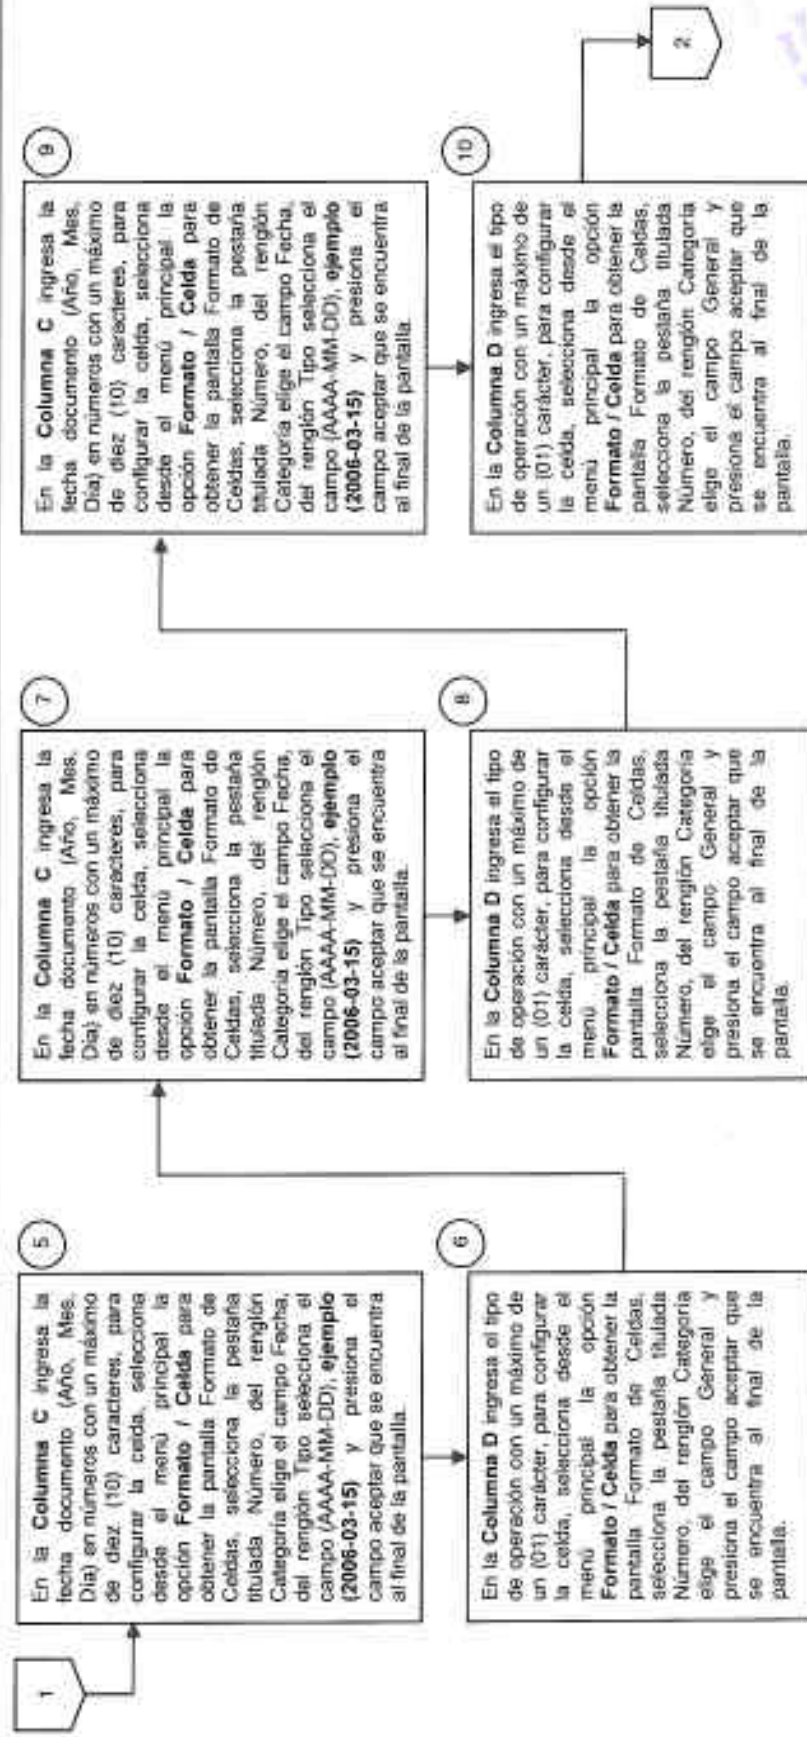 1
5
En la Columna C ingresa la
fecha documento (Año, Mes,
Día) en números con un máximo
de diez (10) caracteres, para
configurar la celda, selecciona
desde el menú principal la
opción Formato / Celda para
obtener la pantalla Formato de
Celdas, selecciona la pestaña
titulada Número, del renglón
Categoría elige el campo Fecha,
del renglón Tipo selecciona el
campo (AAAA-MM-DD), ejemplo
(2006-03-15) y presiona el
campo aceptar que se encuentra
al final de la pantalla.
6
En la Columna D ingresa el tipo
de operación con un máximo de
un (01) carácter, para configurar
la celda, selecciona desde el
menú principal la opción
Formato / Celda para obtener la
pantalla Formato de Celdas,
selecciona la pestaña titulada
Número, del renglón Categoría
elige el campo General y
presiona el campo aceptar que
se encuentra al final de la
pantalla.
7
En la Columna C ingresa la
fecha documento (Año, Mes,
Día) en números con un máximo
de diez (10) caracteres, para
configurar la celda, selecciona
desde el menú principal la
opción Formato / Celda para
obtener la pantalla Formato de
Celdas, selecciona la pestaña
titulada Número, del renglón
Categoría elige el campo Fecha,
del renglón Tipo selecciona el
campo (AAAA-MM-DD), ejemplo
(2006-03-15) y presiona el
campo aceptar que se encuentra
al final de la pantalla.
8
En la Columna D ingresa el tipo
de operación con un máximo de
un (01) carácter, para configurar
la celda, selecciona desde el
menú principal la opción
Formato / Celda para obtener la
pantalla Formato de Celdas,
selecciona la pestaña titulada
Número, del renglón Categoría
elige el campo General y
presiona el campo aceptar que
se encuentra al final de la
pantalla.
9
En la Columna C ingresa la
fecha documento (Año, Mes,
Día) en números con un máximo
de diez (10) caracteres, para
configurar la celda, selecciona
desde el menú principal la
opción Formato / Celda para
obtener la pantalla Formato de
Celdas, selecciona la pestaña
titulada Número, del renglón
Categoría elige el campo Fecha,
del renglón Tipo selecciona el
campo (AAAA-MM-DD), ejemplo
(2006-03-15) y presiona el
campo aceptar que se encuentra
al final de la pantalla.
10
En la Columna D ingresa el tipo
de operación con un máximo de
un (01) carácter, para configurar
la celda, selecciona desde el
menú principal la opción
Formato / Celda para obtener la
pantalla Formato de Celdas,
selecciona la pestaña titulada
Número, del renglón Categoría
elige el campo General y
presiona el campo aceptar que
se encuentra al final de la
pantalla.
2